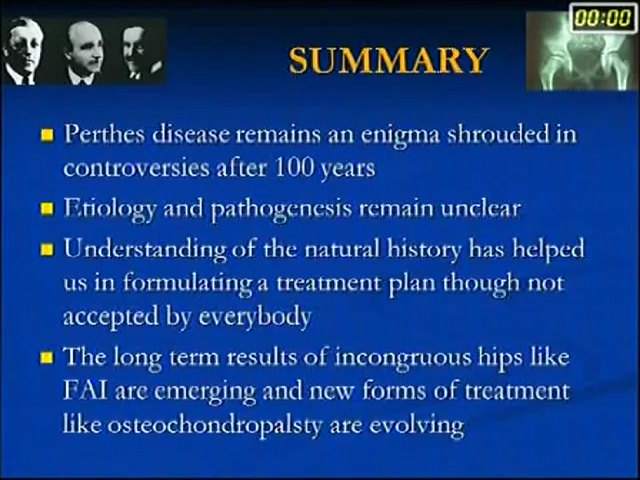 00:00
SUMMARY
Perthes disease remains an enigma shrouded in
controversies after 100 years
Etiology and pathogenesis remain unclear
Understanding of the natural history has helped
us in formulating a treatment plan though not
accepted by everybody
The long term results of incongruous hips like
FAI are emerging and new forms of treatment
like osteochondropalsty are evolving